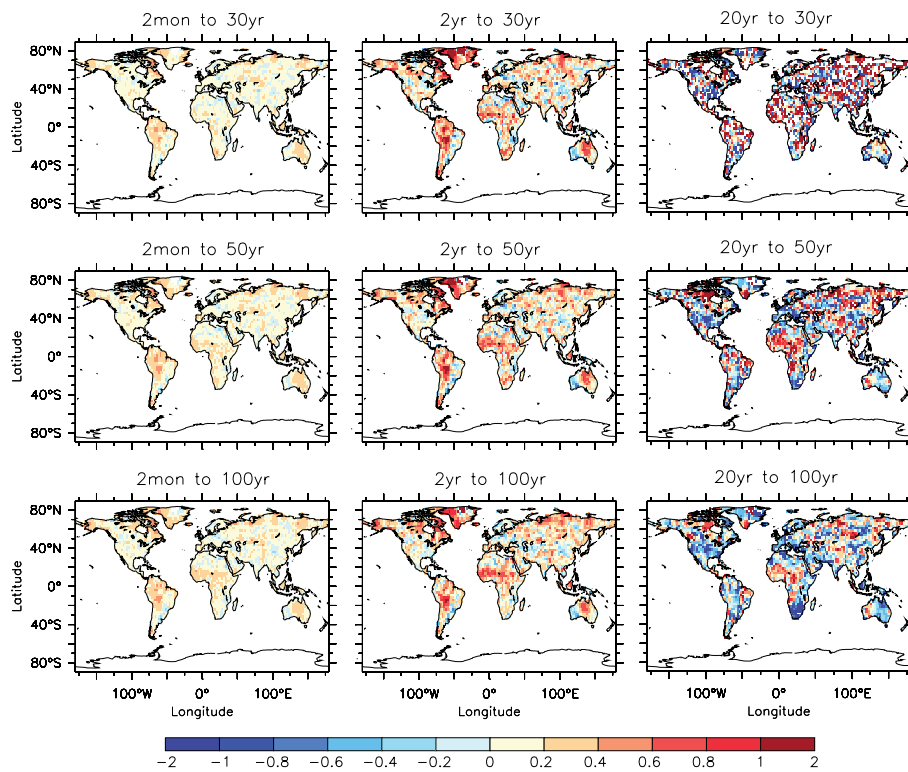 2mon to 30yr
2yr to 30yr
20yr to 30yr
80°N
40°N
0°
40°S
80°S
Latitude
2mon to 50yr
2yr to 50yr
20yr to 50yr
80°N
40°N
0°
40°S
80°S
Latitude
2mon to 100yr
2yr to 100yr
20yr to 100yr
80°N
40°N
0°
40°S
80°S
Latitude
100°W 0° 100°E
100°W 0° 100°E
100°W 0° 100°E
Longitude
Longitude
Longitude
-2 -1 -0.8 -0.6 -0.4 -0.2 0 0.2 0.4 0.6 0.8 1 2